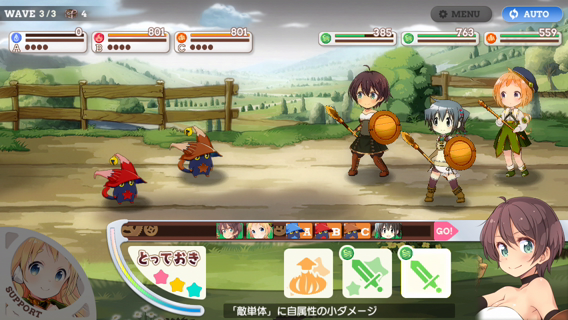 WAVE 3/3 4
MENU
AUTO
A 0
B 801
C 801
385
763
559
A B C GO!
とっておき
SUPPORT
「敵単体」に自属性の小ダメージ